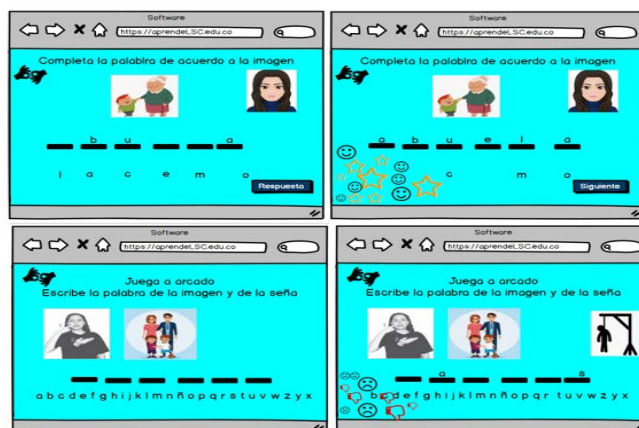 Software
https://aprendeLSC.edu.co
Completa la palabra de acuerdo a la imagen
b u a
l a c e m o
Respuesta
Software
https://aprendeLSC.edu.co
Completa la palabra de acuerdo a la imagen
a b u e l a
c m o
Siguiente
Software
https://aprendeLSC.edu.co
Juega a arcado
Escribe la palabra de la imagen y de la seña
a b c d e f g h i j k l m n ñ o p q r s t u v w z y x
Software
https://aprendeLSC.edu.co
Juega a arcado
Escribe la palabra de la imagen y de la seña
a s
b c d e f g h i j k l m n ñ o p q r t u v w z y x